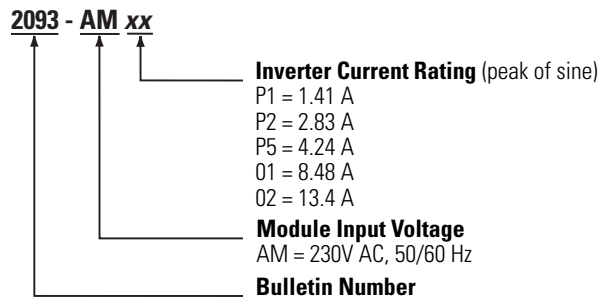 2093 - AM xx
Inverter Current Rating (peak of sine)
P1 = 1.41 A
P2 = 2.83 A
P5 = 4.24 A
01 = 8.48 A
02 = 13.4 A
Module Input Voltage
AM = 230V AC, 50/60 Hz
Bulletin Number